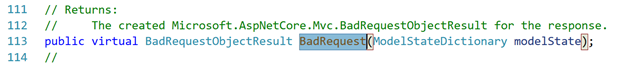 111 // Returns:
112 //     The created Microsoft.AspNetCore.Mvc.BadRequestObjectResult for the response.
113 public virtual BadRequestObjectResult BadRequest(ModelStateDictionary modelState);
114 //